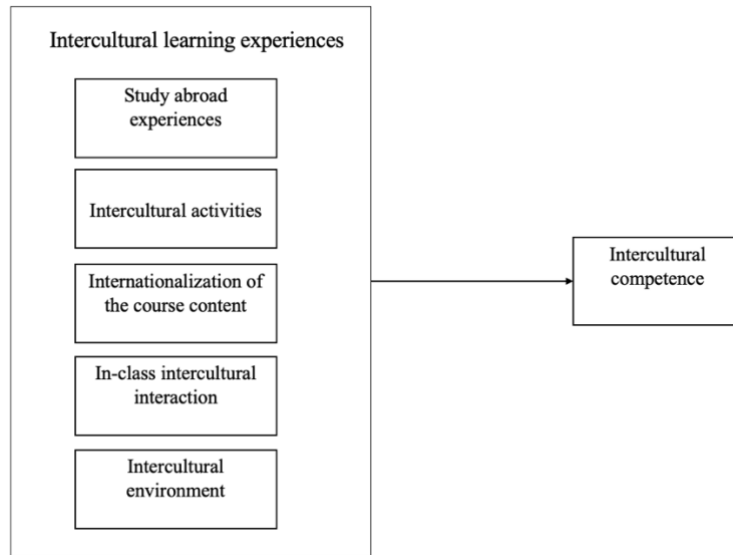 Intercultural learning experiences
Study abroad
experiences
Intercultural activities
Internationalization of
the course content
In-class intercultural
interaction
Intercultural
environment
Intercultural
competence